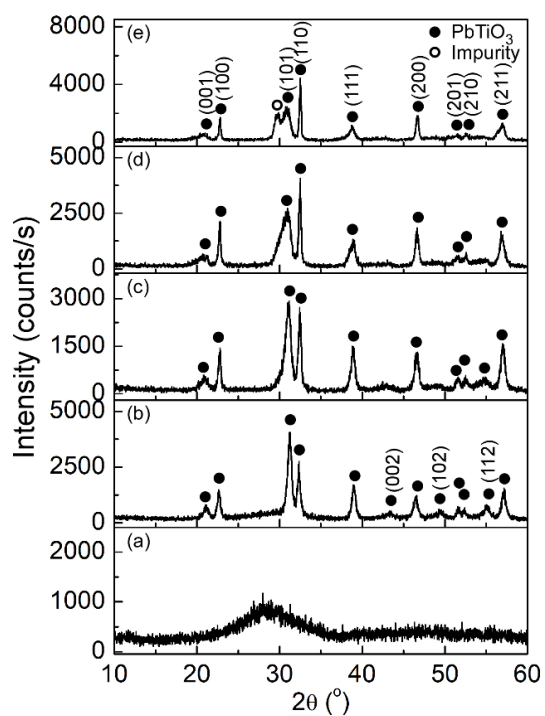 8000
4000
0
(e)
(001)
(100)
(101)
(110)
(111)
(200)
(201)
(210)
(211)
● PbTiO₃
○ Impurity
5000
2500
0
(d)
3000
1500
0
(c)
5000
2500
0
(b)
(002)
(102)
(112)
2000
1000
0
(a)
10 20 30 40 50 60
2θ (°)
Intensity (counts/s)